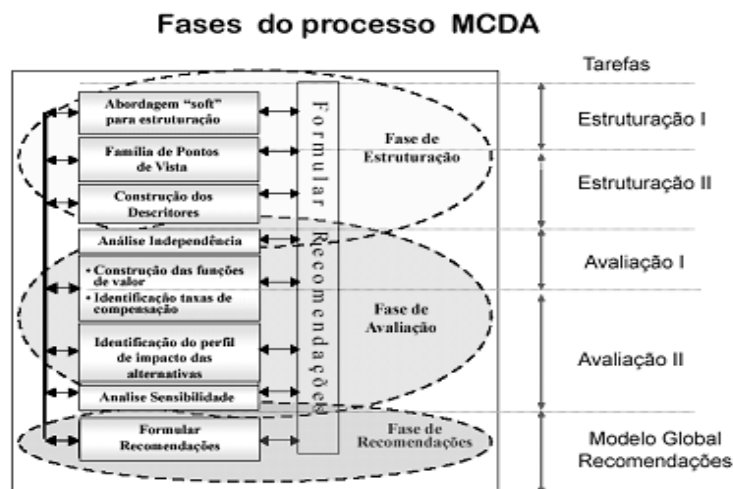 Fases do processo MCDA
Tarefas
Abordagem “soft”
para estruturação
Família de Pontos
de Vista
Construção dos
Descritores
Análise Independência
• Construção das funções
de valor
• Identificação taxas de
compensação
Identificação do perfil
de impacto das
alternativas
Analise Sensibilidade
Formular
Recomendações
Formular Recomendações
Fase de
Estruturação
Fase de
Avaliação
Fase de
Recomendações
Estruturação I
Estruturação II
Avaliação I
Avaliação II
Modelo Global
Recomendações